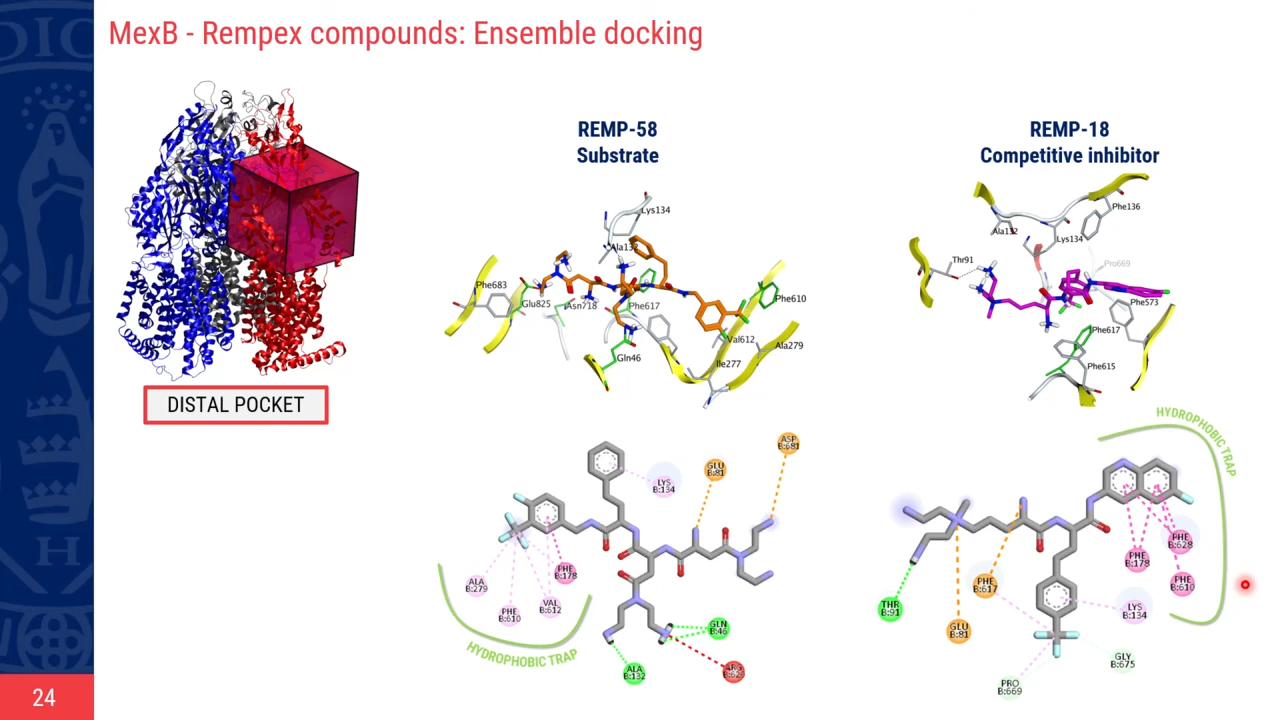 MexB - Rempex compounds: Ensemble docking
REMP-58
Substrate
REMP-18
Competitive inhibitor
DISTAL POCKET
Lys134
Ala132
Phe683
Glu825
Asn718
Phe617
Phe610
Val612
Ala279
Gln46
Ile277
Phe136
Ala132
Lys134
Thr91
Pro669
Phe573
Phe617
Phe615
ASP
B:681
GLU
B:81
LYS
B:134
PHE
B:178
ALA
B:279
PHE
B:610
VAL
B:612
HYDROPHOBIC TRAP
GLN
B:46
ALA
B:132
HYDROPHOBIC TRAP
PHE
B:628
PHE
B:178
PHE
B:610
PHE
B:617
THR
B:91
GLU
B:81
LYS
B:134
GLY
B:675
PRO
B:669
DIC
H
24